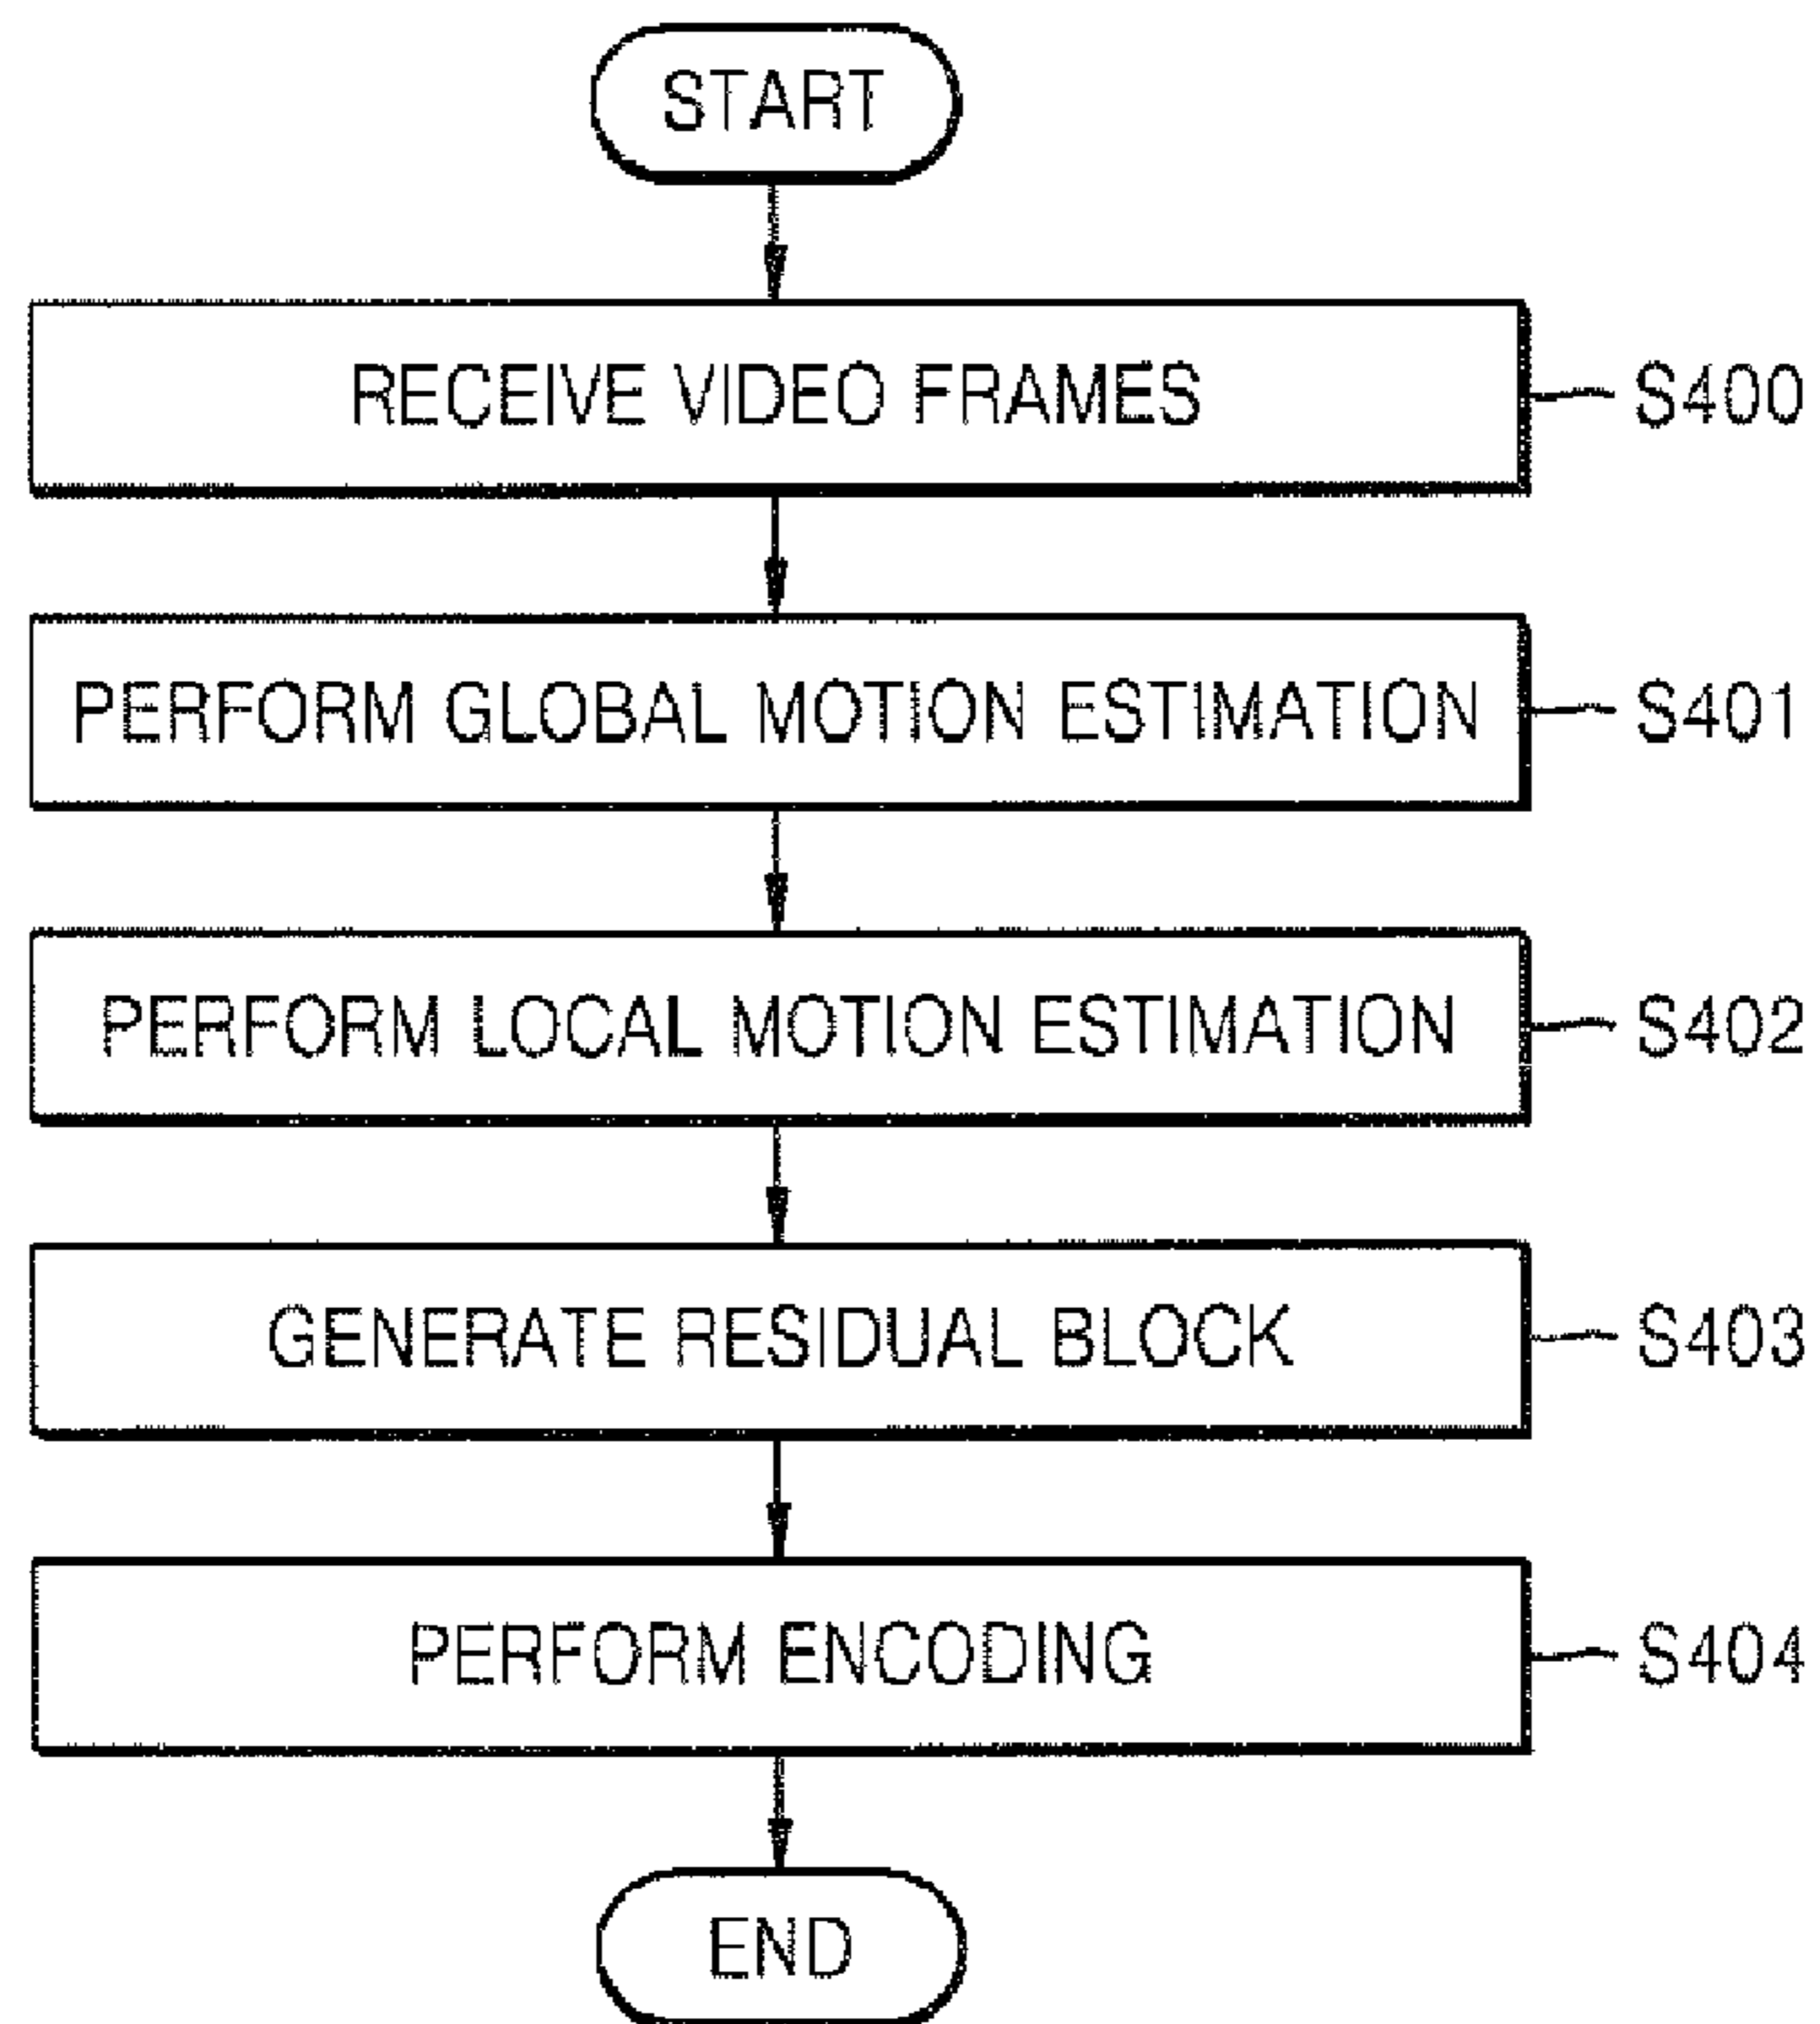 START
RECEIVE VIDEO FRAMES S400
PERFORM GLOBAL MOTION ESTIMATION S401
PERFORM LOCAL MOTION ESTIMATION S402
GENERATE RESIDUAL BLOCK S403
PERFORM ENCODING S404
END